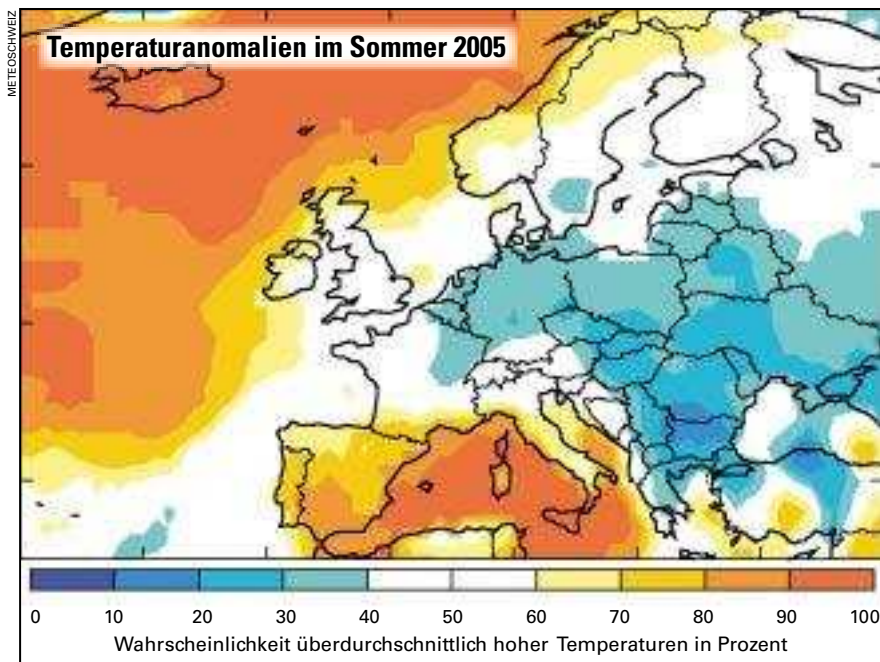 METEOSCHWEIZ
Temperaturanomalien im Sommer 2005
0 10 20 30 40 50 60 70 80 90 100
Wahrscheinlichkeit überdurchschnittlich hoher Temperaturen in Prozent